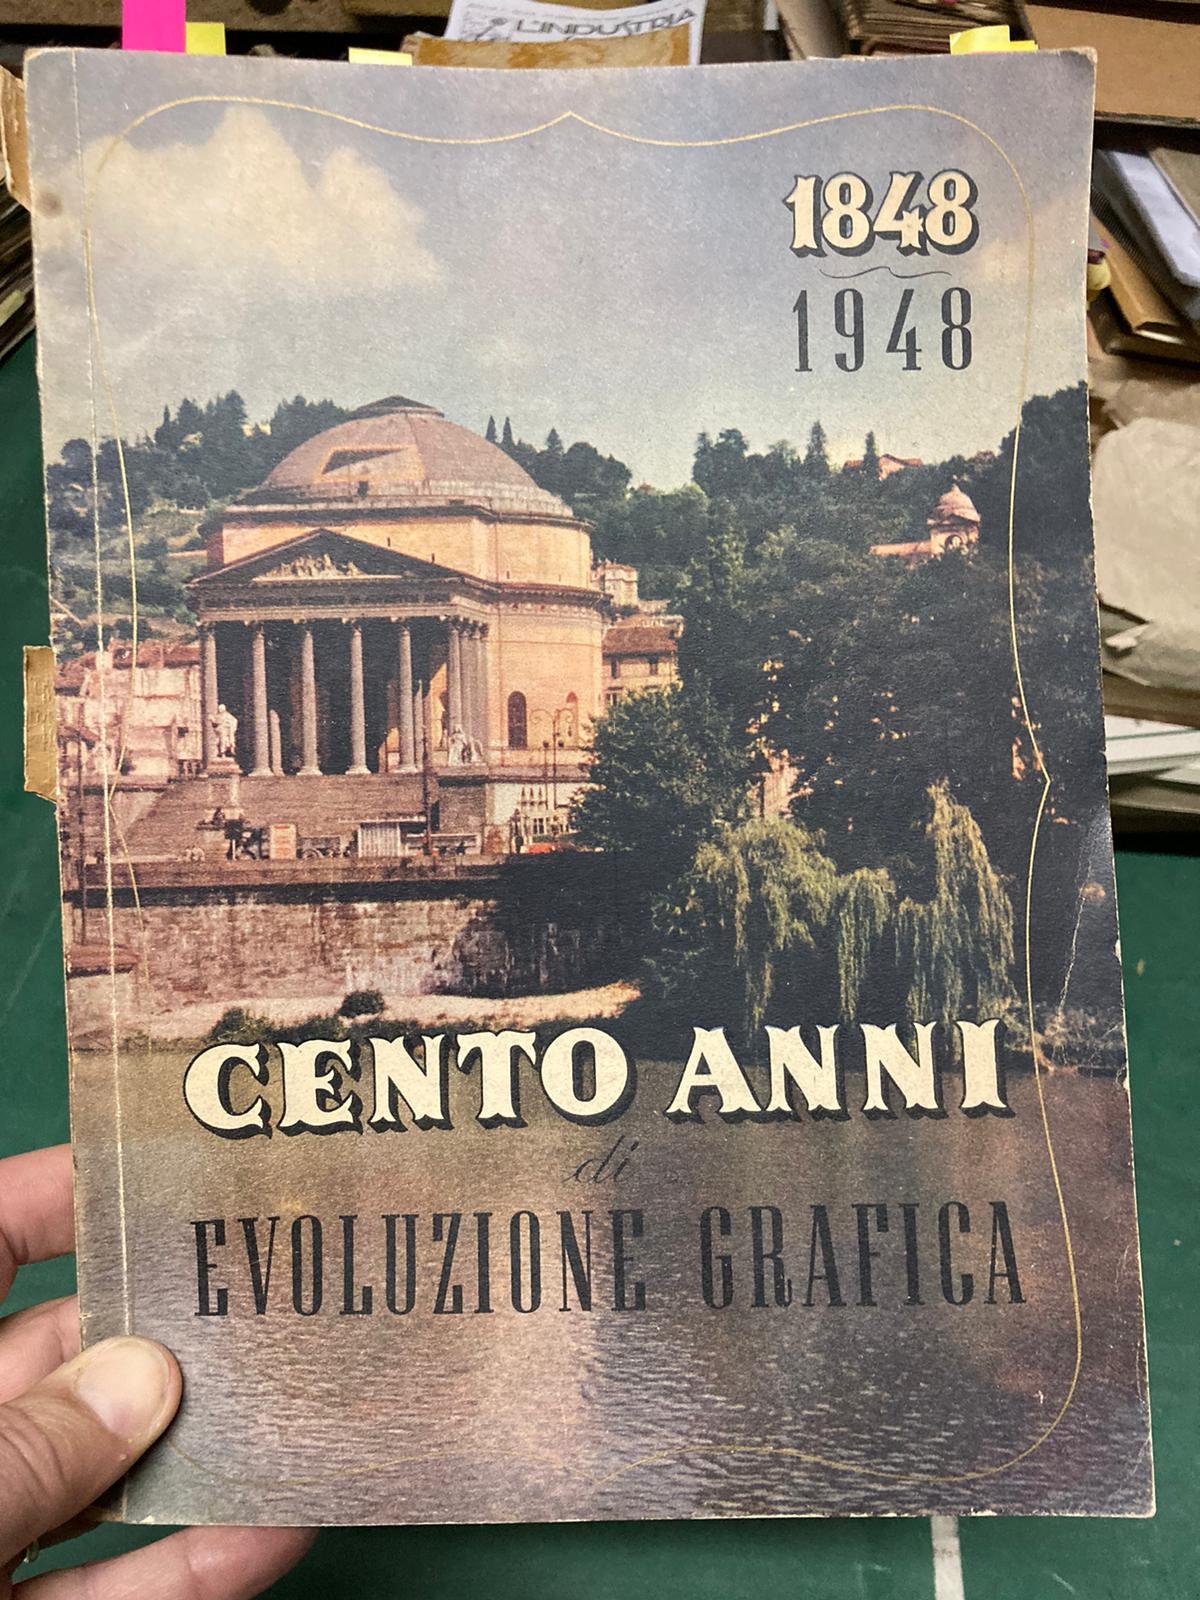 L'INDUSTRIA
1848
1948
CENTO ANNI
di
EVOLUZIONE GRAFICA